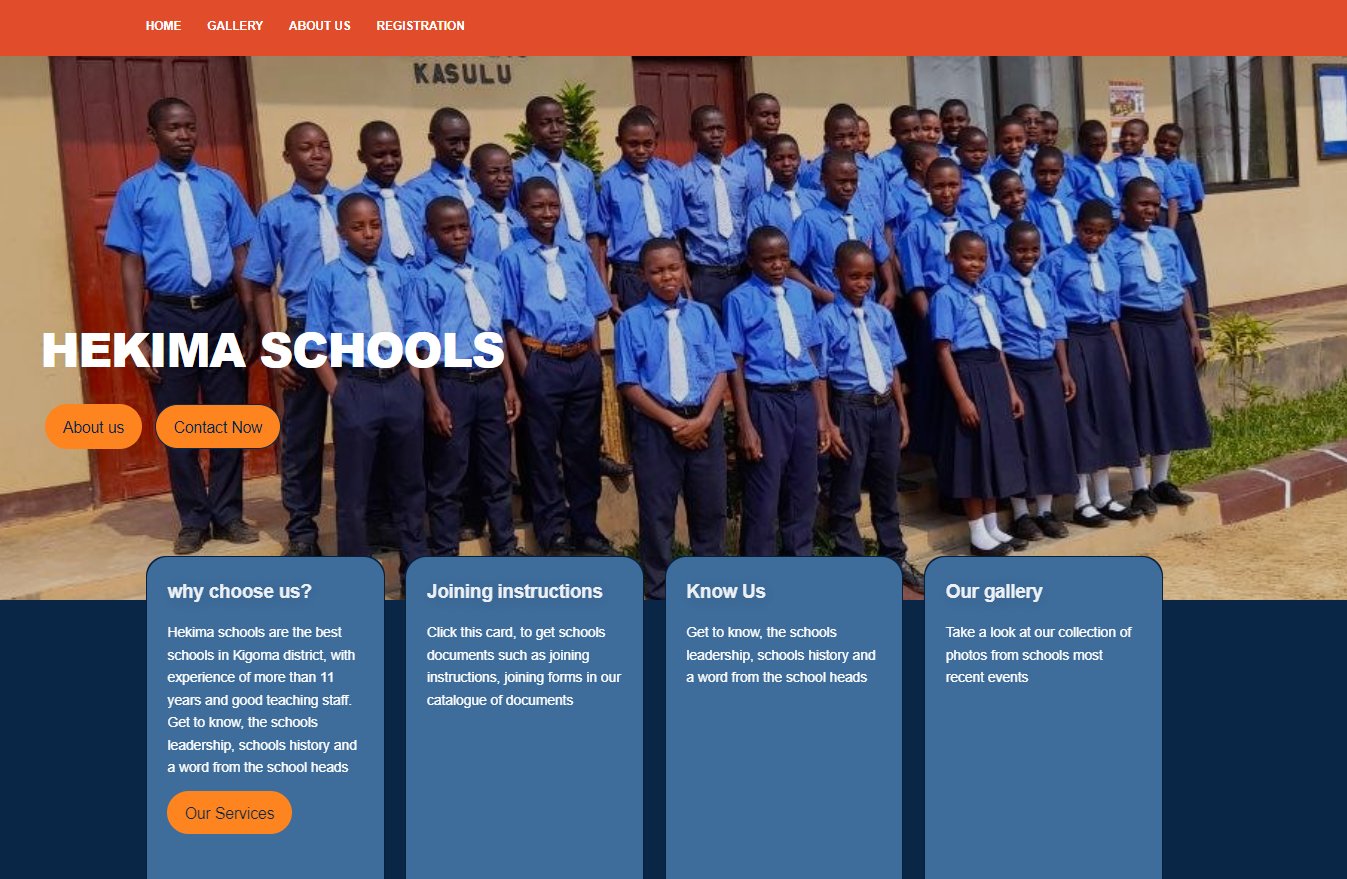 HOME GALLERY ABOUT US REGISTRATION
KASULU
HEKIMA SCHOOLS
About us Contact Now
why choose us?
Hekima schools are the best
schools in Kigoma district, with
experience of more than 11
years and good teaching staff.
Get to know, the schools
leadership, schools history and
a word from the school heads
Our Services
Joining instructions
Click this card, to get schools
documents such as joining
instructions, joining forms in our
catalogue of documents
Know Us
Get to know, the schools
leadership, schools history and
a word from the school heads
Our gallery
Take a look at our collection of
photos from schools most
recent events